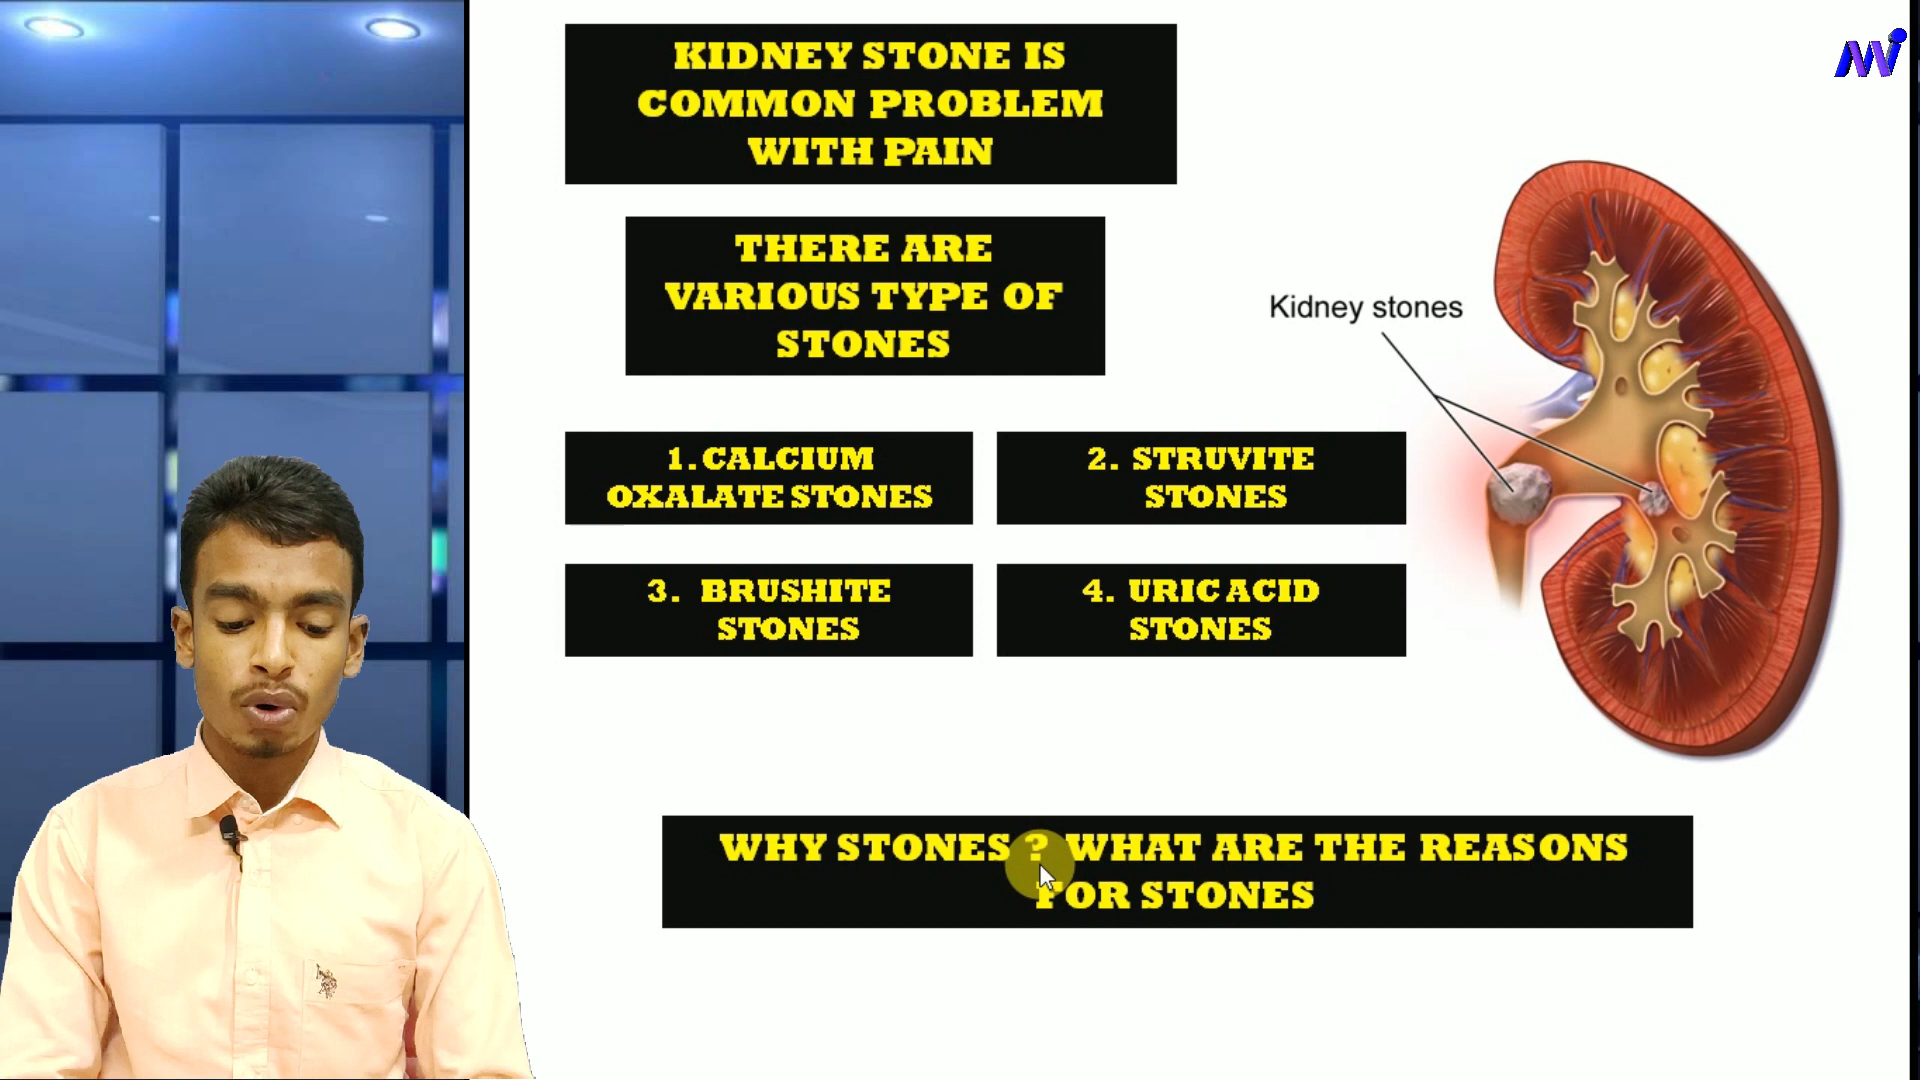 KIDNEY STONE IS
COMMON PROBLEM
WITH PAIN
THERE ARE
VARIOUS TYPE OF
STONES
Kidney stones
1. CALCIUM
OXALATE STONES
2. STRUVITE
STONES
3. BRUSHITE
STONES
4. URIC ACID
STONES
WHY STONES ? WHAT ARE THE REASONS
FOR STONES